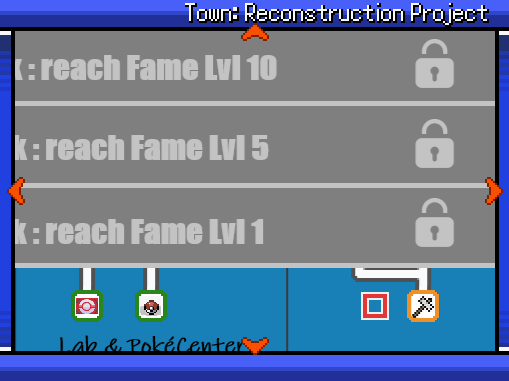 Town: Reconstruction Project
k : reach Fame Lvl 10
k : reach Fame Lvl 5
k : reach Fame Lvl 1
Lab & PokéCenter